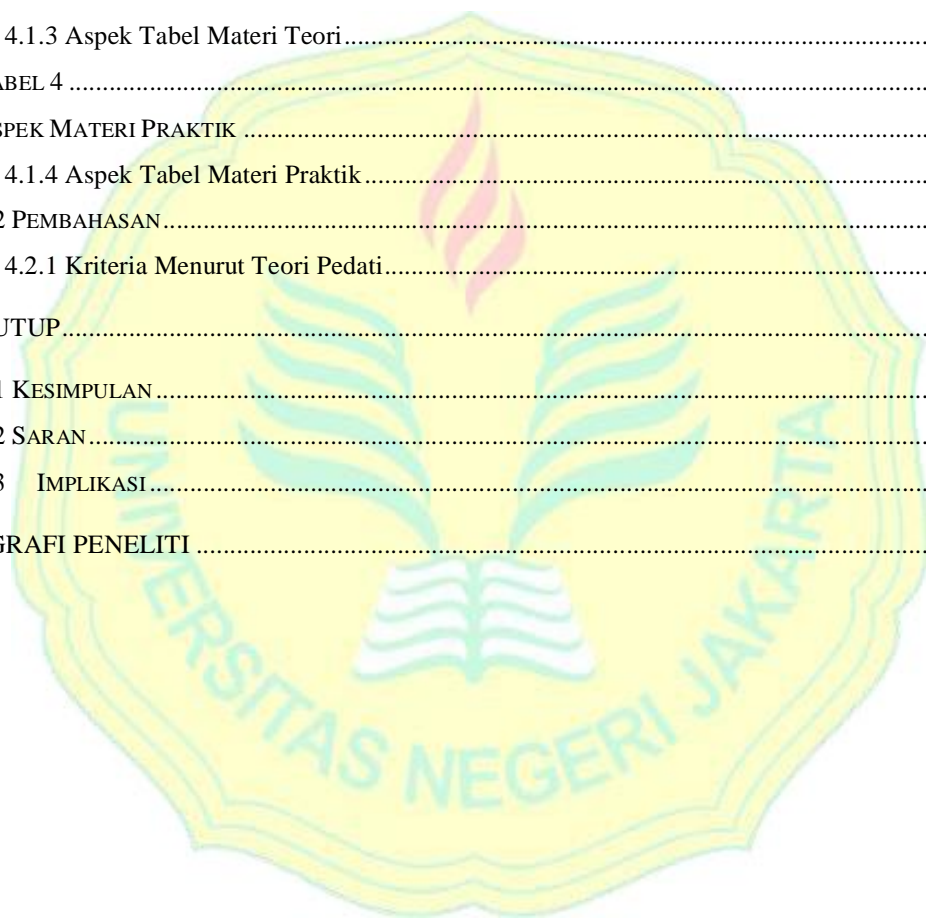 4.1.3 Aspek Tabel Materi Teori
ABEL 4
SPEK MATERI PRAKTIK
4.1.4 Aspek Tabel Materi Praktik
2 PEMBAHASAN
4.2.1 Kriteria Menurut Teori Pedati
UTUP
1 KESIMPULAN
2 SARAN
3 IMPLIKASI
GRAFI PENELITI
UNIVERSITAS NEGERI JAKARTA